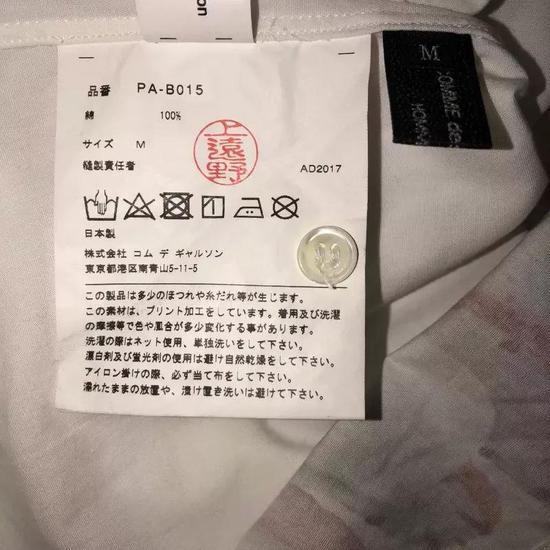 on
M
COMME des
HOMM
品番 PA-B015
綿 100%
サイズ M
縫製責任者
上遠野
AD2017
日本製
株式会社 コム デ ギャルソン
東京都港区南青山5-11-5
この製品は多少のほつれや糸だれ等が生じます。
この素材は、プリント加工をしています。着用及び洗濯
の摩擦等で色や風合が多少変化する事があります。
洗濯の際はネット使用、単独洗いをして下さい。
漂白剤及び蛍光剤の使用は避け自然乾燥をして下さい。
アイロン掛けの際、必ず当て布をして下さい。
濡れたままの放置や、漬け置き洗いは避けて下さい。